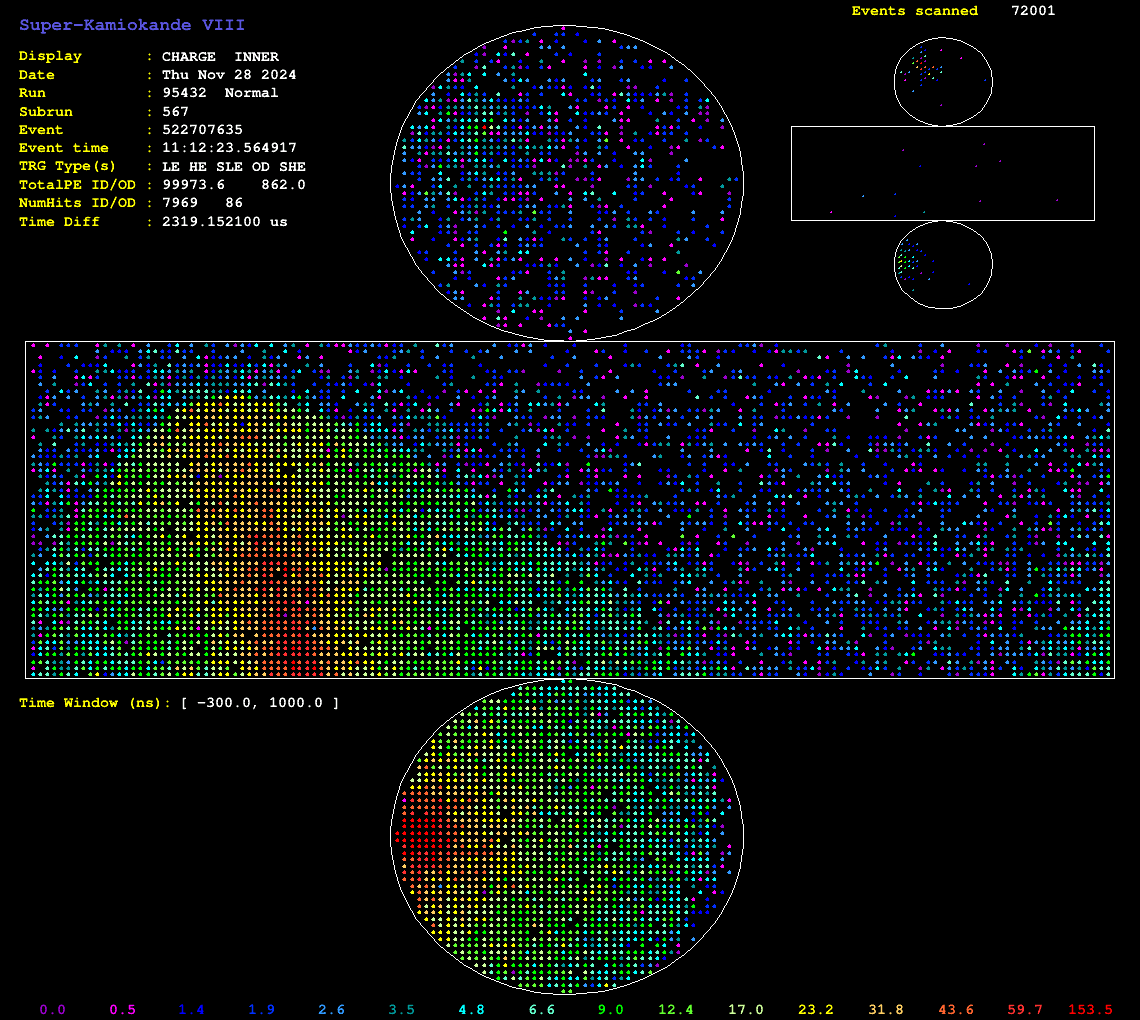 Super-Kamiokande VIII
Events scanned 72001
Display : CHARGE INNER
Date : Thu Nov 28 2024
Run : 95432 Normal
Subrun : 567
Event : 522707635
Event time : 11:12:23.564917
TRG Type(s) : LE HE SLE OD SHE
TotalPE ID/OD : 99973.6 862.0
NumHits ID/OD : 7969 86
Time Diff : 2319.152100 us
Time Window (ns): [ -300.0, 1000.0 ]
0.0 0.5 1.4 1.9 2.6 3.5 4.8 6.6 9.0 12.4 17.0 23.2 31.8 43.6 59.7 153.5